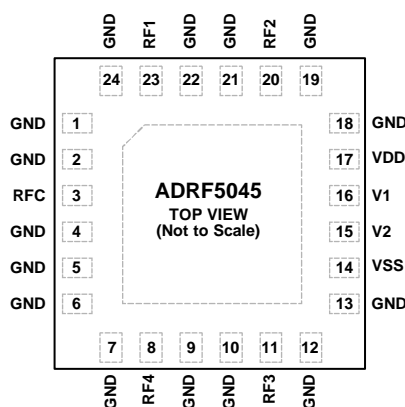 GND RF1 GND GND RF2 GND
24 23 22 21 20 19
GND 1 18 GND
GND 2 17 VDD
RFC 3 16 V1
GND 4 15 V2
GND 5 14 VSS
GND 6 13 GND
ADRF5045
TOP VIEW
(Not to Scale)
7 8 9 10 11 12
GND RF4 GND GND RF3 GND